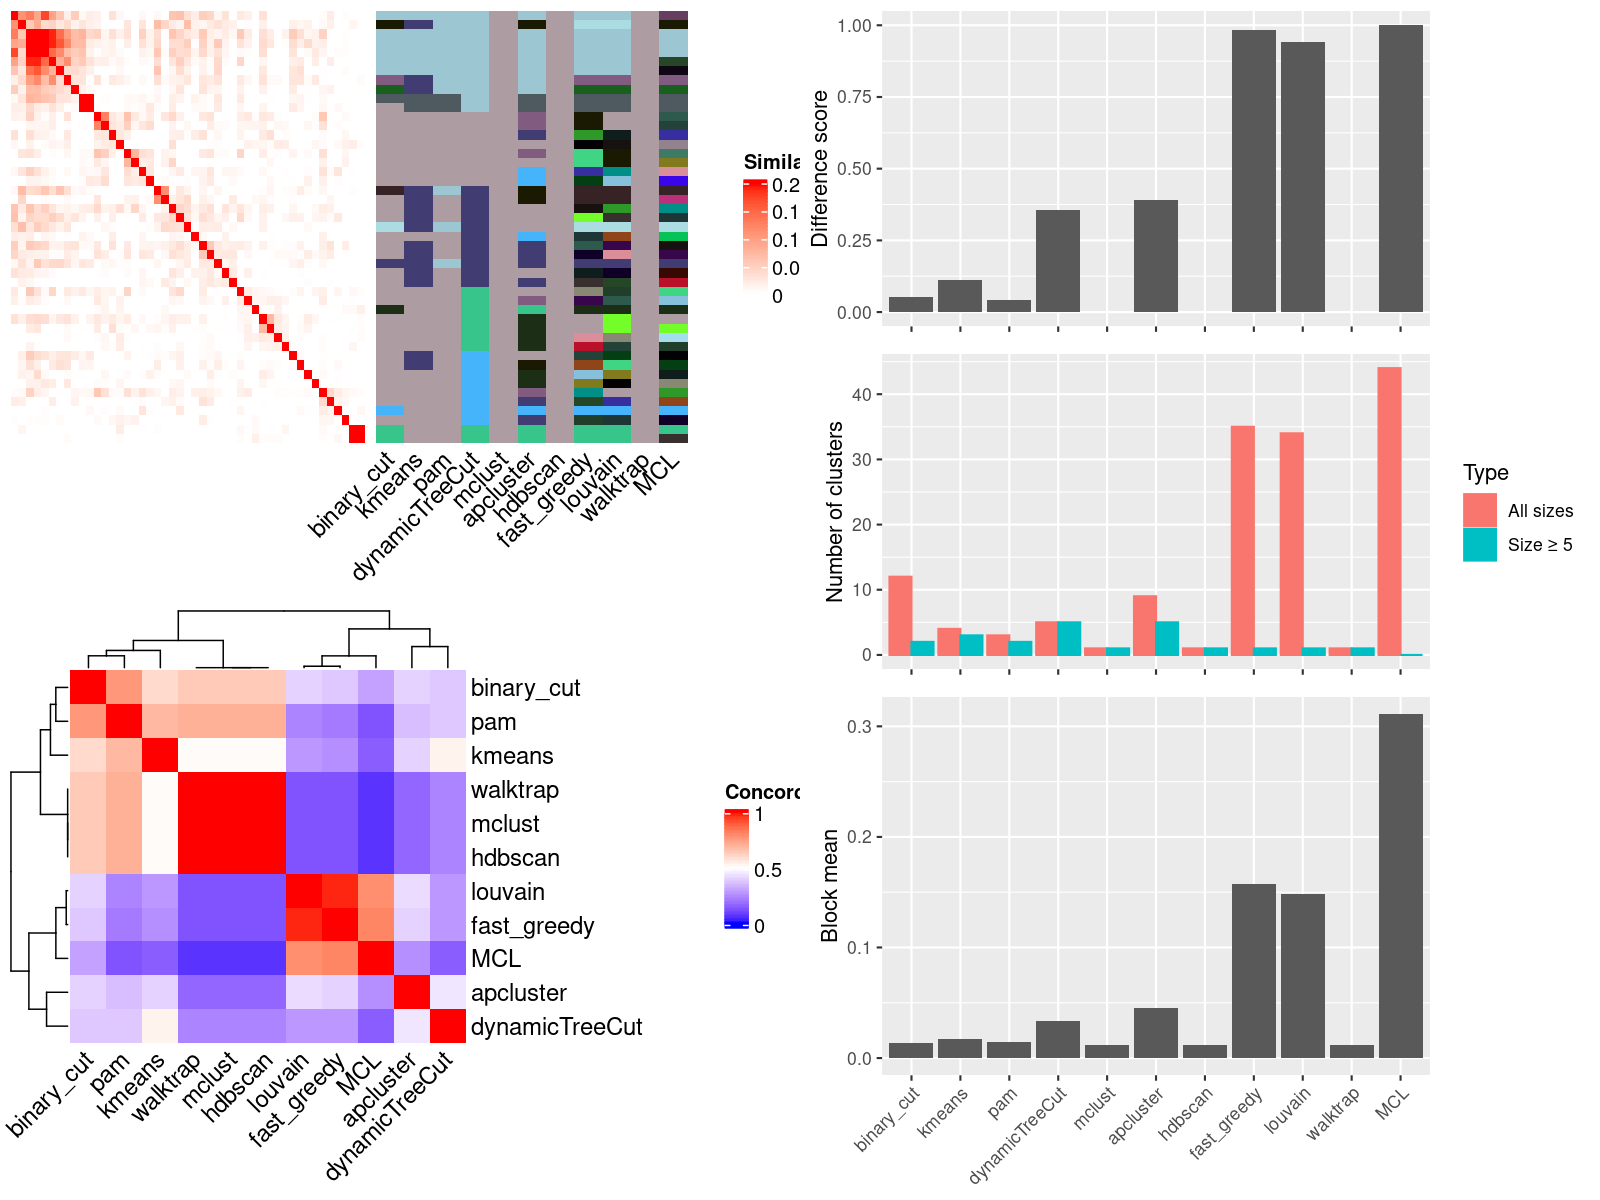 Simila
0.2
0.1
0.1
0.0
0
binary_cut
kmeans
pam
dynamicTreeCut
mclust
apcluster
hdbscan
fast_greedy
louvain
walktrap
MCL
binary_cut
pam
kmeans
walktrap
mclust
hdbscan
louvain
fast_greedy
MCL
apcluster
dynamicTreeCut
binary_cut
pam
kmeans
walktrap
mclust
hdbscan
louvain
fast_greedy
MCL
apcluster
dynamicTreeCut
Concord
1
0.5
0
Difference score
1.00
0.75
0.50
0.25
0.00
Number of clusters
40
30
20
10
0
Type
All sizes
Size ≥ 5
Block mean
0.3
0.2
0.1
0.0
binary_cut
kmeans
pam
dynamicTreeCut
mclust
apcluster
hdbscan
fast_greedy
louvain
walktrap
MCL